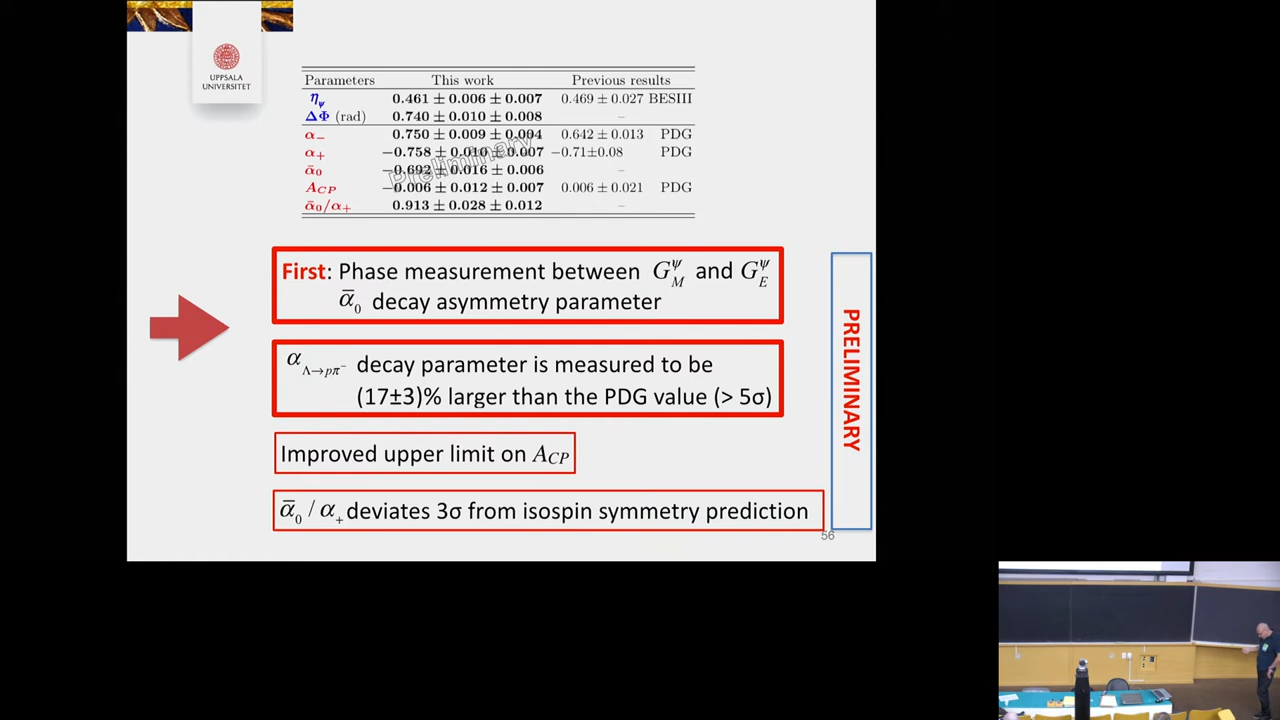 UPPSALA
UNIVERSITET
Parameters This work Previous results
ηψ 0.461 ± 0.006 ± 0.007 0.469 ± 0.027 BESIII
ΔΦ (rad) 0.740 ± 0.010 ± 0.008 –
α− 0.750 ± 0.009 ± 0.004 0.642 ± 0.013 PDG
α+ −0.758 ± 0.010 ± 0.007 −0.71±0.08 PDG
ᾱ0 −0.692 ± 0.016 ± 0.006 –
ACP −0.006 ± 0.012 ± 0.007 0.006 ± 0.021 PDG
ᾱ0/α+ 0.913 ± 0.028 ± 0.012 –
Preliminary
First: Phase measurement between G_M^ψ and G_E^ψ
ᾱ0 decay asymmetry parameter
αΛ→pπ− decay parameter is measured to be
(17±3)% larger than the PDG value (> 5σ)
Improved upper limit on ACP
ᾱ0 / α+ deviates 3σ from isospin symmetry prediction
PRELIMINARY
56